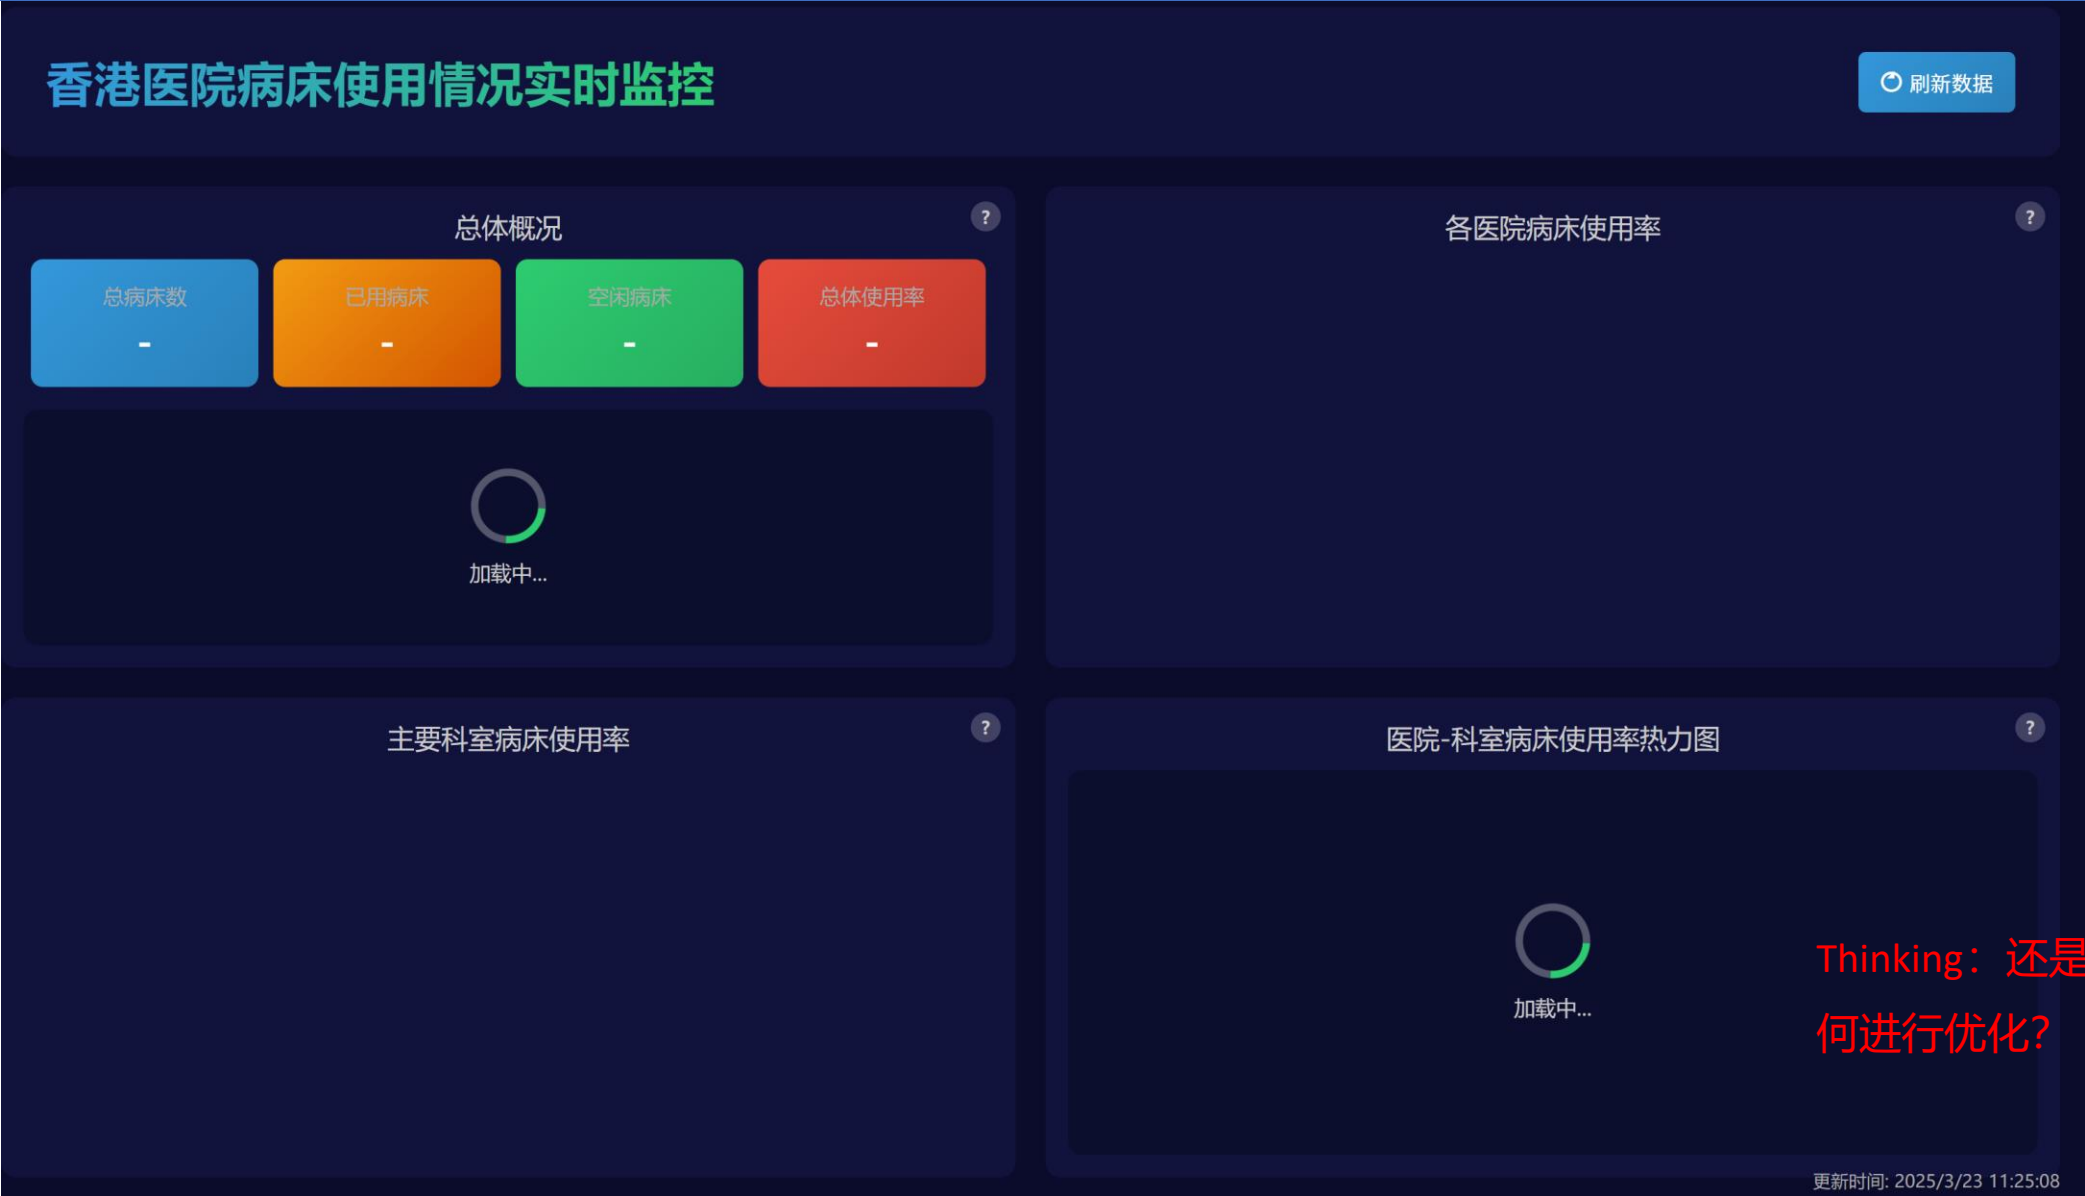 香港医院病床使用情况实时监控
刷新数据
总体概况
?
各医院病床使用率
?
总病床数
已用病床
空闲病床
总体使用率
-
-
-
-
加载中...
主要科室病床使用率
?
医院-科室病床使用率热力图
?
加载中...
Thinking：还是
何进行优化？
更新时间: 2025/3/23 11:25:08